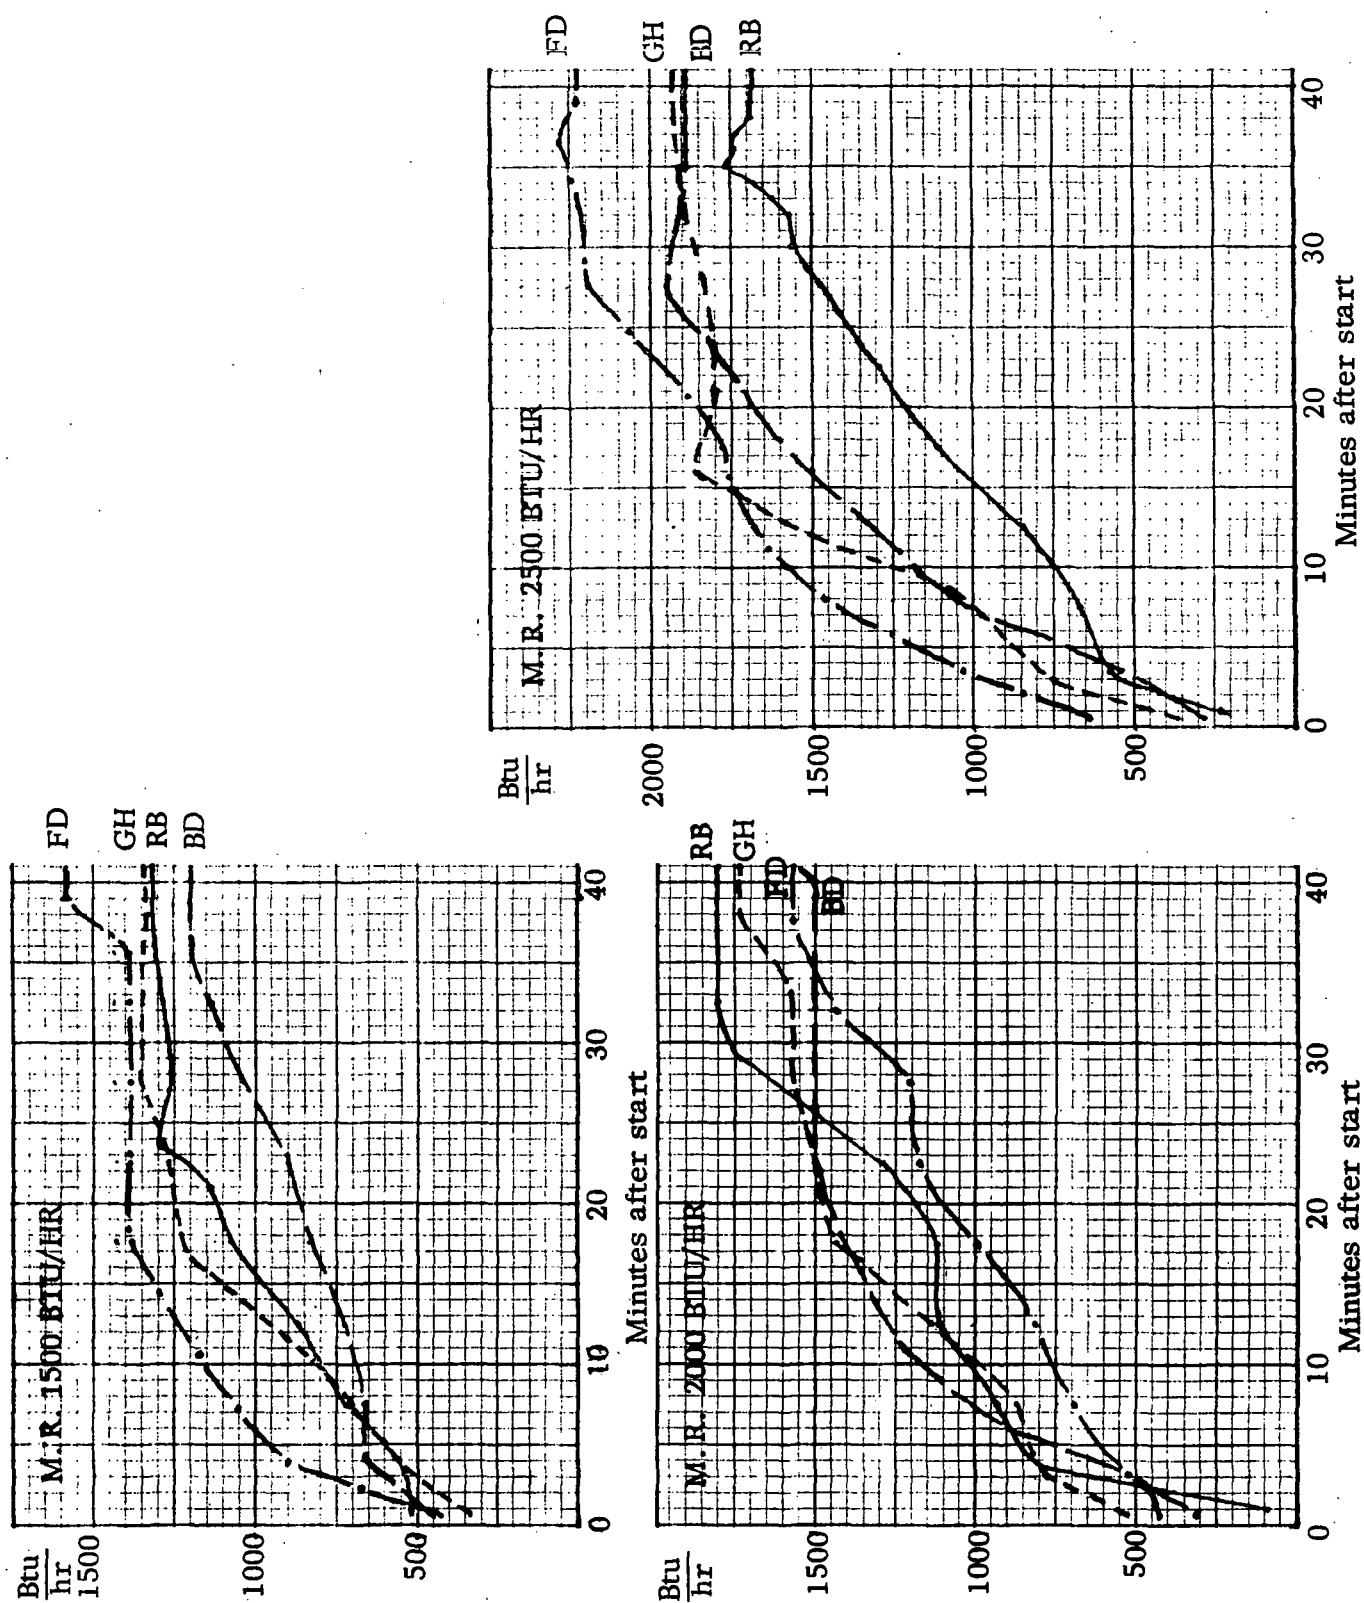 M.R. 1500 BTU/HR
Btu
hr
1500
1000
500
0
10
20
30
40
Minutes after start
FD
GH
RB
BD
M.R. 2000 BTU/HR
Btu
hr
1500
1000
500
0
10
20
30
40
Minutes after start
RB
GH
FD
BD
M.R. 2500 BTU/HR
Btu
hr
2000
1500
1000
500
0
10
20
30
40
Minutes after start
FD
GH
BD
RB